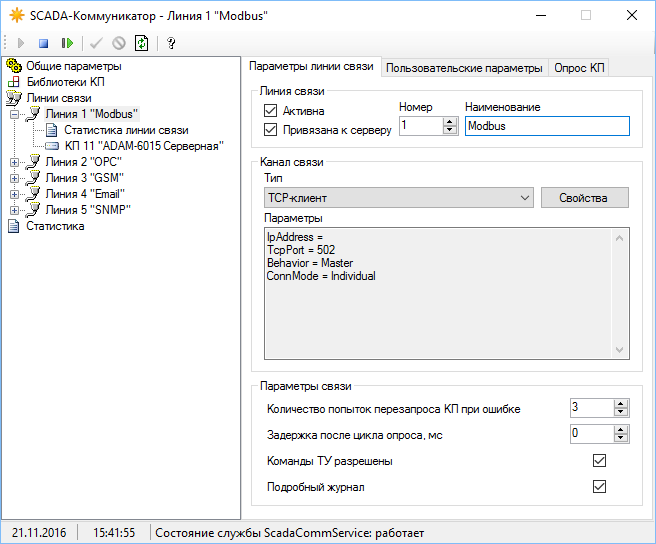 SCADA-Коммуникатор - Линия 1 "Modbus"
Общие параметры
Библиотеки КП
Линии связи
Линия 1 "Modbus"
Статистика линии связи
КП 11 "ADAM-6015 Серверная"
Линия 2 "OPC"
Линия 3 "GSM"
Линия 4 "Email"
Линия 5 "SNMP"
Статистика
Параметры линии связи Пользовательские параметры Опрос КП
Линия связи
Активна
Привязана к серверу
Номер
1
Наименование
Modbus
Канал связи
Тип
TCP-клиент
Свойства
Параметры
IpAddress =
TcpPort = 502
Behavior = Master
ConnMode = Individual
Параметры связи
Количество попыток перезапроса КП при ошибке 3
Задержка после цикла опроса, мс 0
Команды ТУ разрешены
Подробный журнал
21.11.2016 15:41:55 Состояние службы ScadaCommService: работает